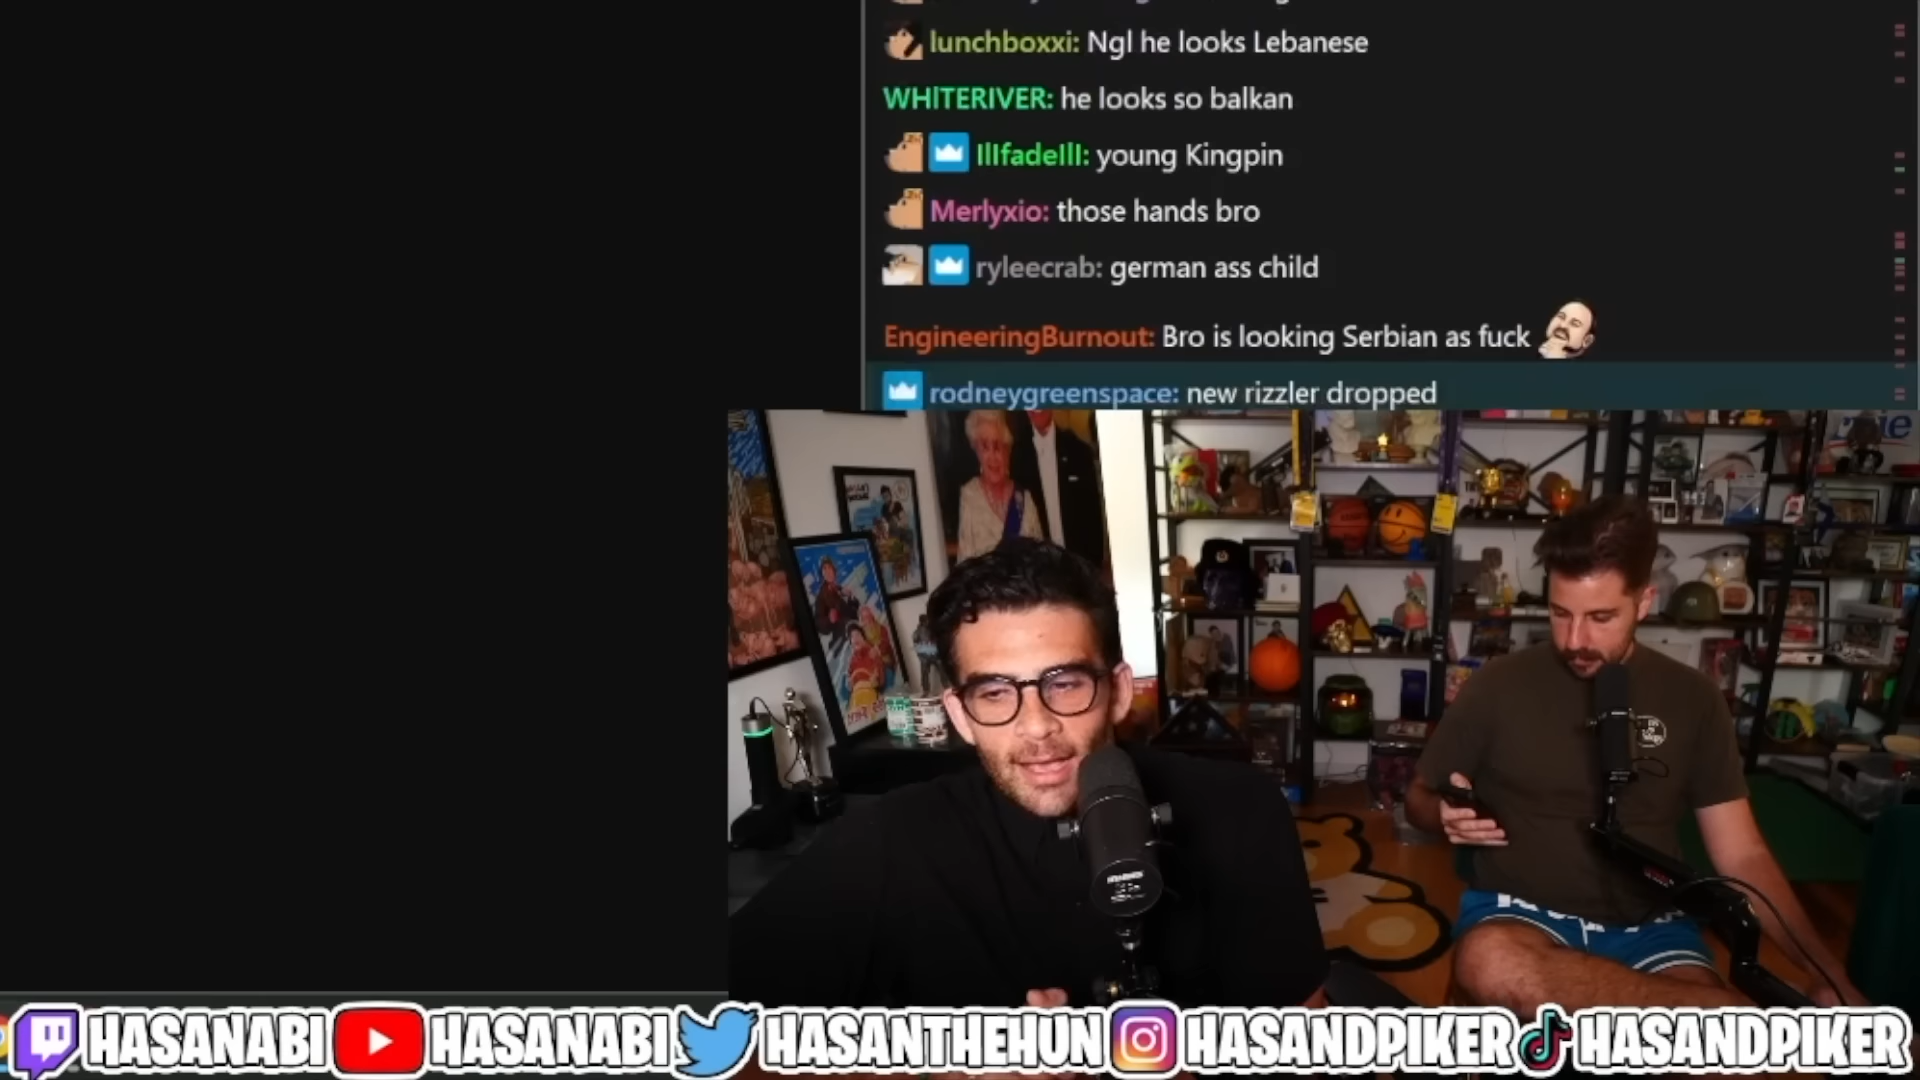 lunchboxxi: Ngl he looks Lebanese
WHITERIVER: he looks so balkan
IlIfadeIlI: young Kingpin
Merlyxio: those hands bro
ryleecrab: german ass child
EngineeringBurnout: Bro is looking Serbian as fuck
rodneygreenspace: new rizzler dropped
HASANABI HASANABI HASANTHEHUN HASANDPIKER HASANDPIKER